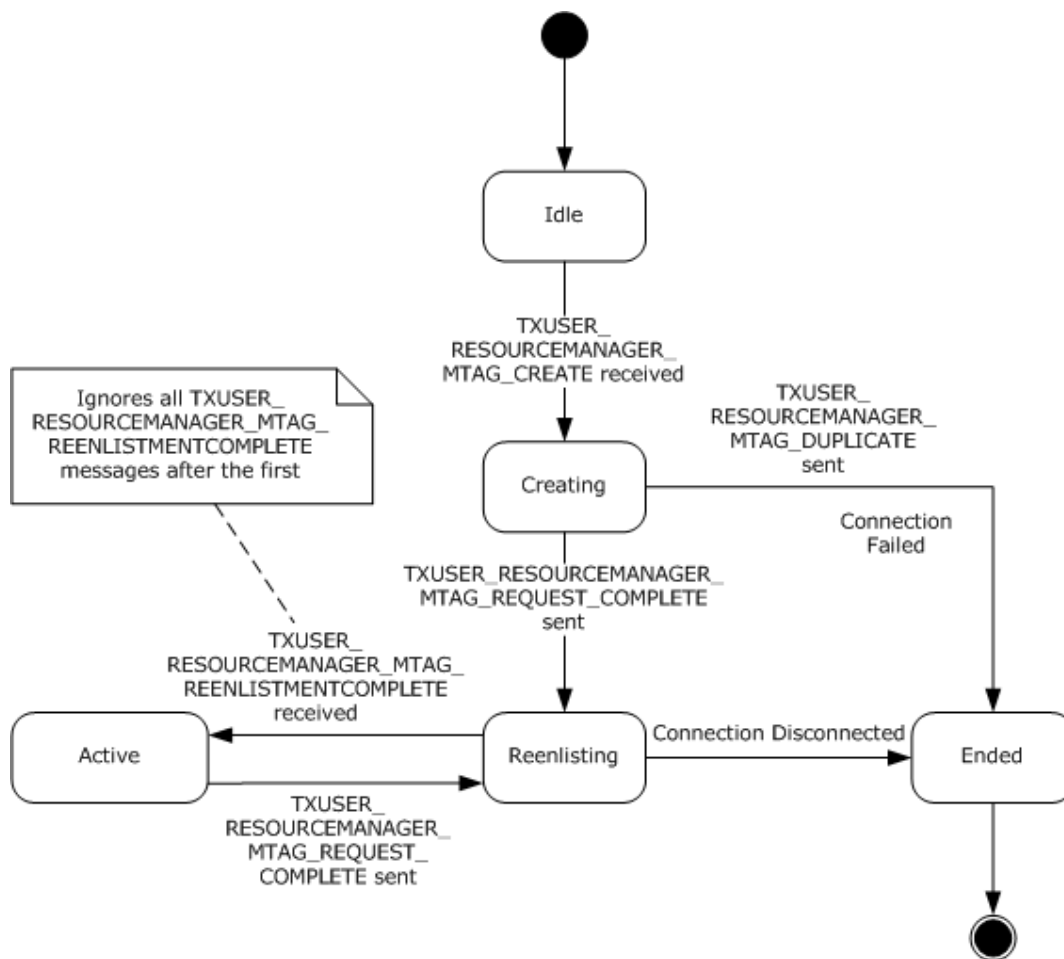 Idle
TXUSER_
RESOURCEMANAGER_
MTAG_CREATE received
Ignores all TXUSER_
RESOURCEMANAGER_MTAG_
REENLISTMENTCOMPLETE
messages after the first
TXUSER_
RESOURCEMANAGER_
MTAG_DUPLICATE
sent
Creating
Connection
Failed
TXUSER_RESOURCEMANAGER_
MTAG_REQUEST_COMPLETE
sent
TXUSER_
RESOURCEMANAGER_MTAG_
REENLISTMENTCOMPLETE
received
Active
Reenlisting
Connection Disconnected
Ended
TXUSER_
RESOURCEMANAGER_
MTAG_REQUEST_
COMPLETE sent